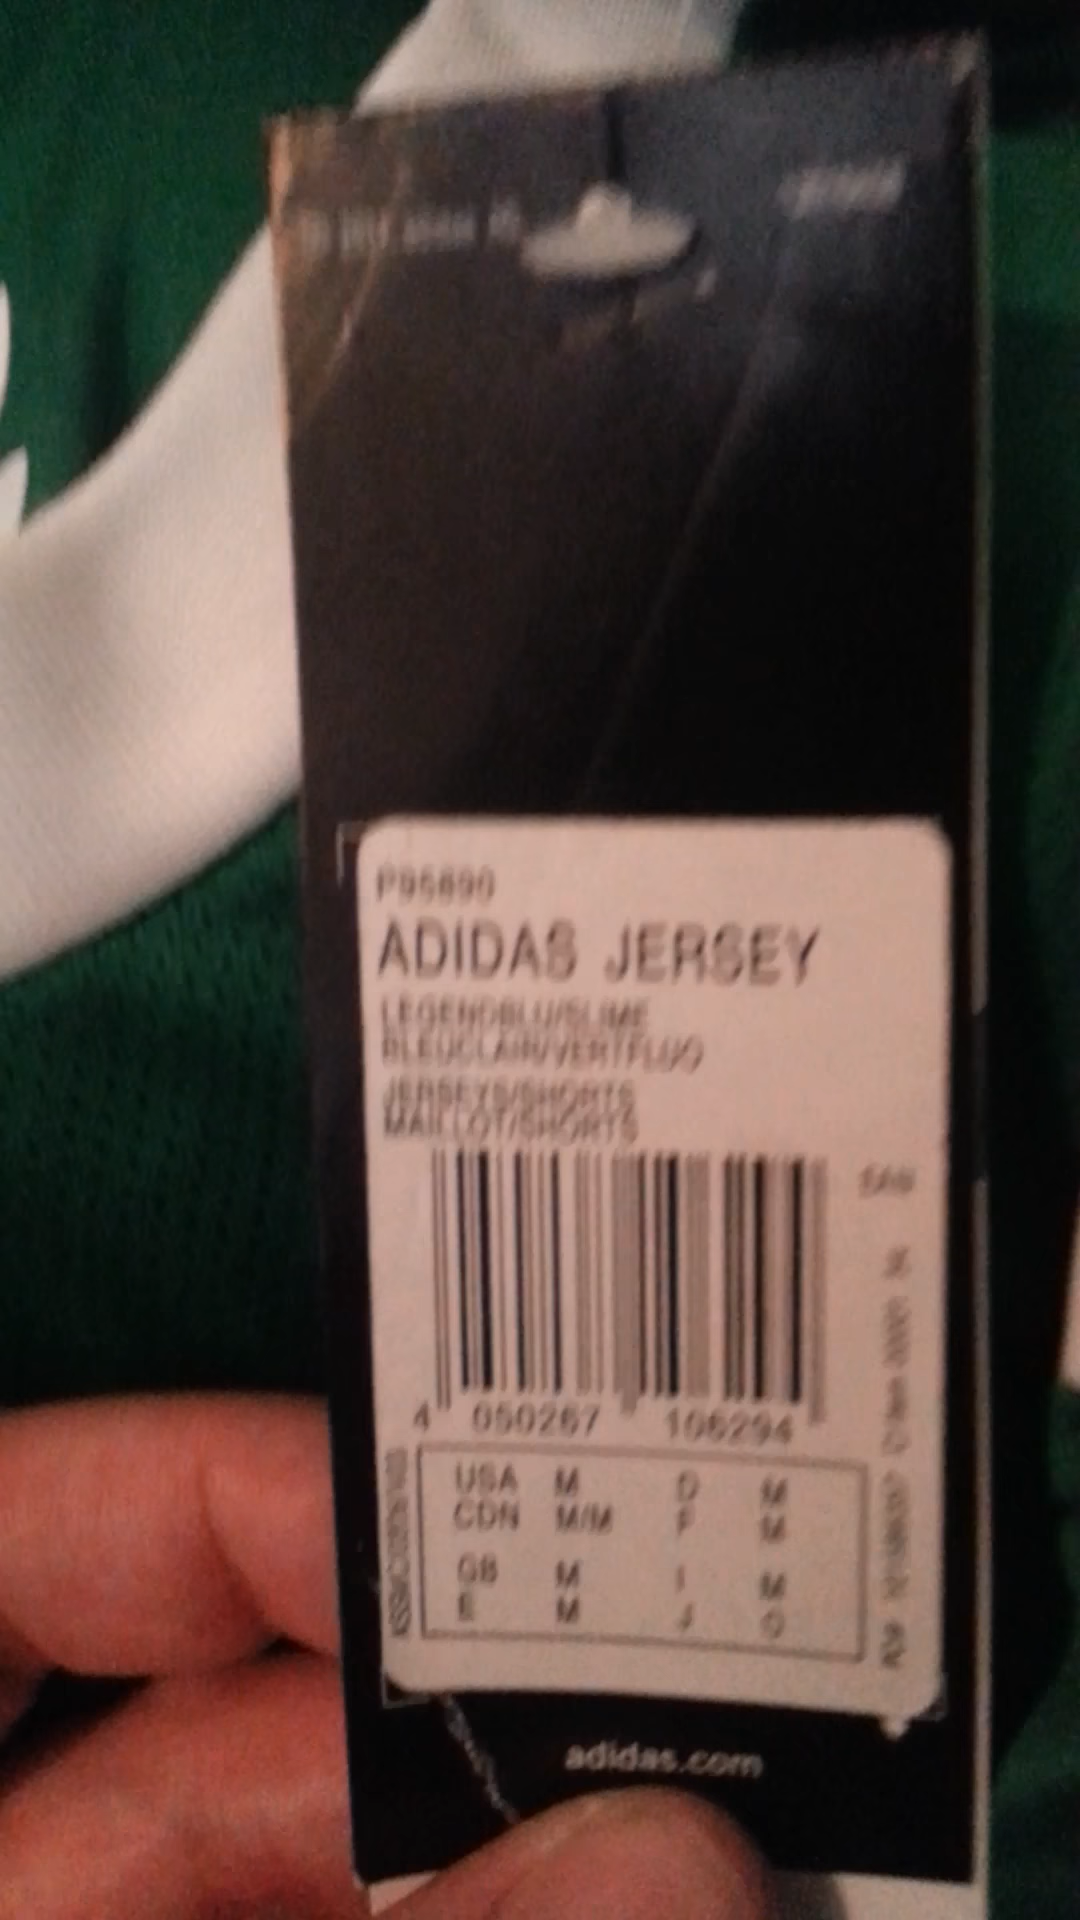 P95890
ADIDAS JERSEY
LEGENDBLU/SLIME
BLEUCLAIR/VERTFLUO
JERSEYS/SHORTS
MAILLOT/SHORTS
4 050267 106294
USA M D M
CDN M/M F M
GB M I M
E M J O
adidas.com